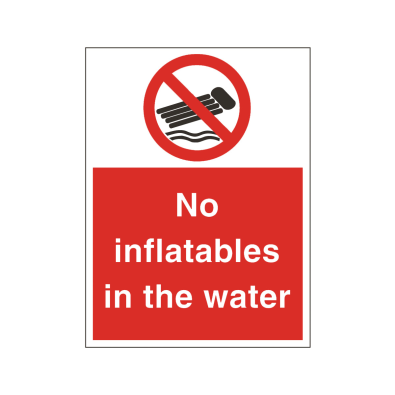 No
inflatables
in the water